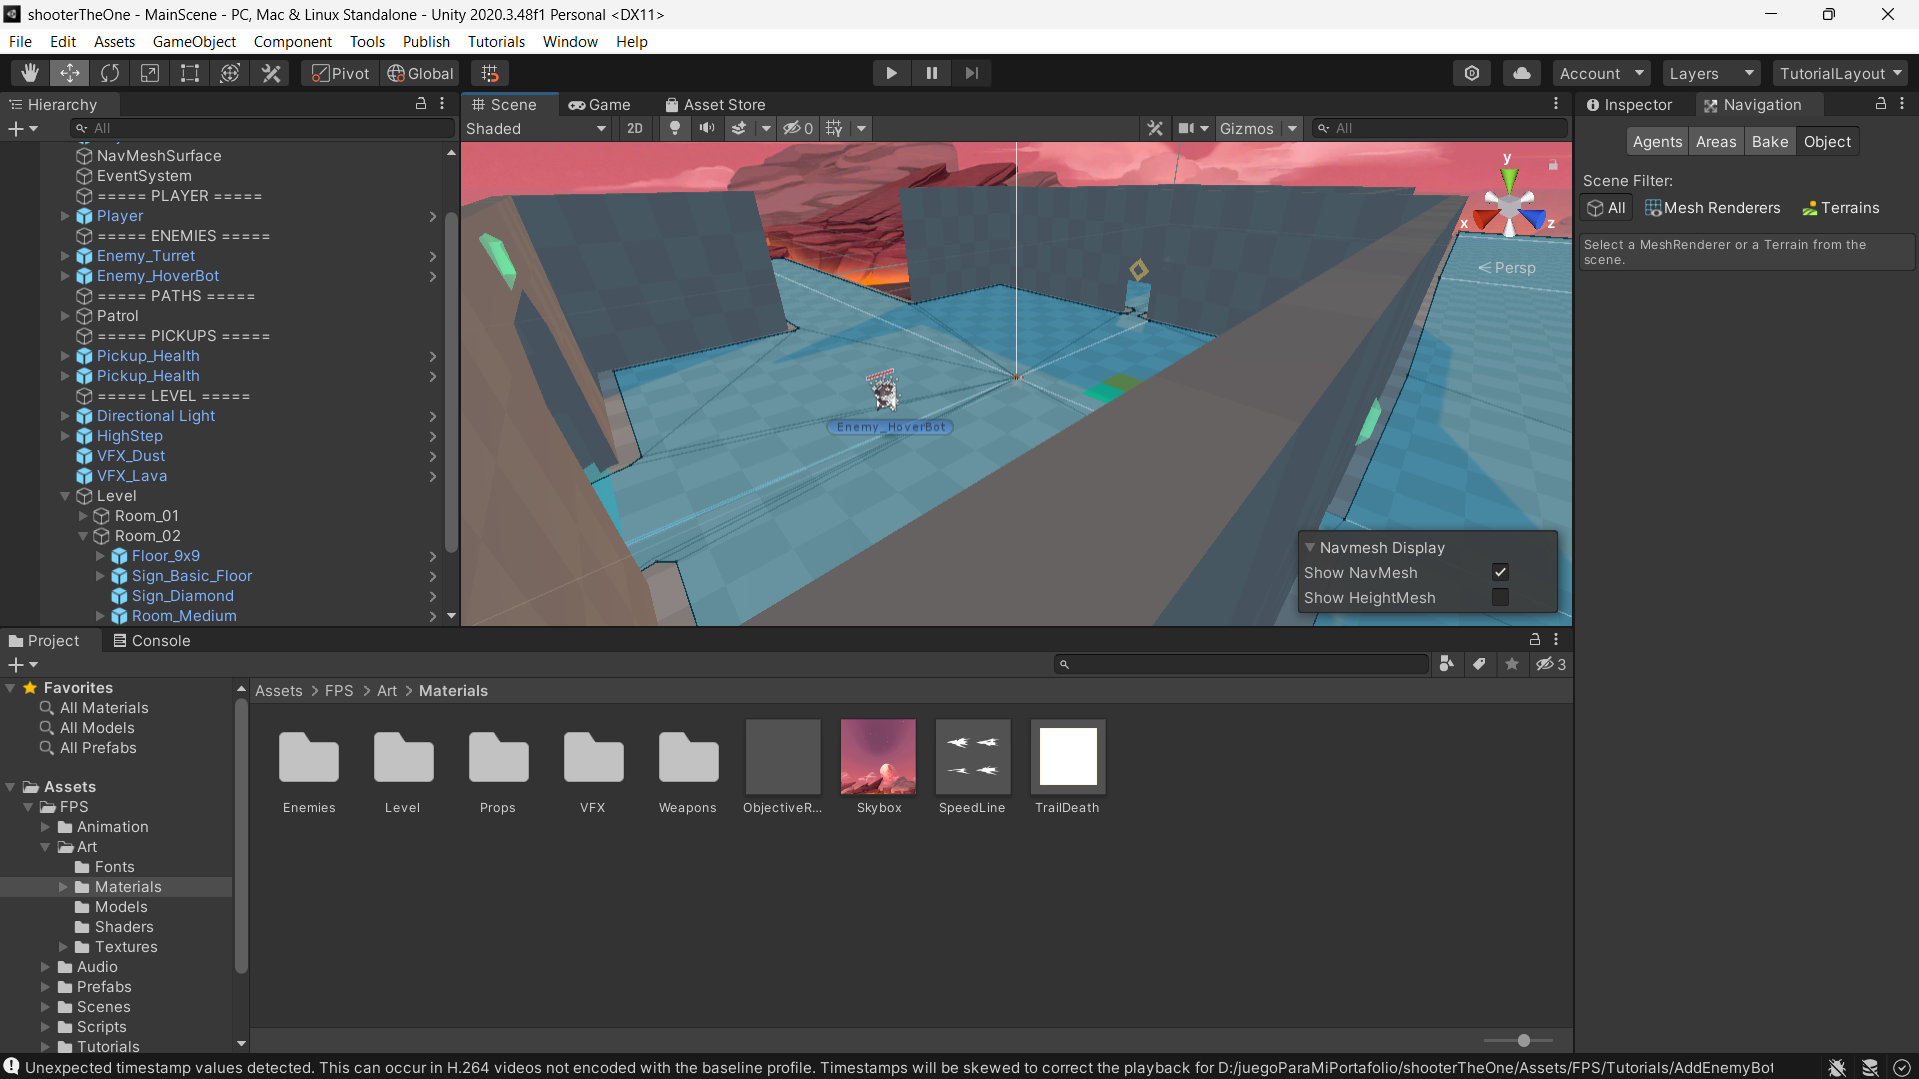 shooterTheOne - MainScene - PC, Mac & Linux Standalone - Unity 2020.3.48f1 Personal <DX11>
File Edit Assets GameObject Component Tools Publish Tutorials Window Help
Pivot Global Account Layers TutorialLayout
Hierarchy
All
NavMeshSurface
EventSystem
===== PLAYER =====
Player
===== ENEMIES =====
Enemy_Turret
Enemy_HoverBot
===== PATHS =====
Patrol
===== PICKUPS =====
Pickup_Health
Pickup_Health
===== LEVEL =====
Directional Light
HighStep
VFX_Dust
VFX_Lava
Level
Room_01
Room_02
Floor_9x9
Sign_Basic_Floor
Sign_Diamond
Room_Medium
Scene Game Asset Store
Shaded 2D 0 Gizmos All
y
x
z
Persp
Enemy_HoverBot
Navmesh Display
Show NavMesh
Show HeightMesh
Inspector Navigation
Agents Areas Bake Object
Scene Filter:
All Mesh Renderers Terrains
Select a MeshRenderer or a Terrain from the
scene.
Project Console
3
Favorites
All Materials
All Models
All Prefabs
Assets
FPS
Animation
Art
Fonts
Materials
Models
Shaders
Textures
Audio
Prefabs
Scenes
Scripts
Tutorials
Assets > FPS > Art > Materials
Enemies Level Props VFX Weapons ObjectiveR... Skybox SpeedLine TrailDeath
Unexpected timestamp values detected. This can occur in H.264 videos not encoded with the baseline profile. Timestamps will be skewed to correct the playback for D:/juegoParaMiPortafolio/shooterTheOne/Assets/FPS/Tutorials/AddEnemyBot